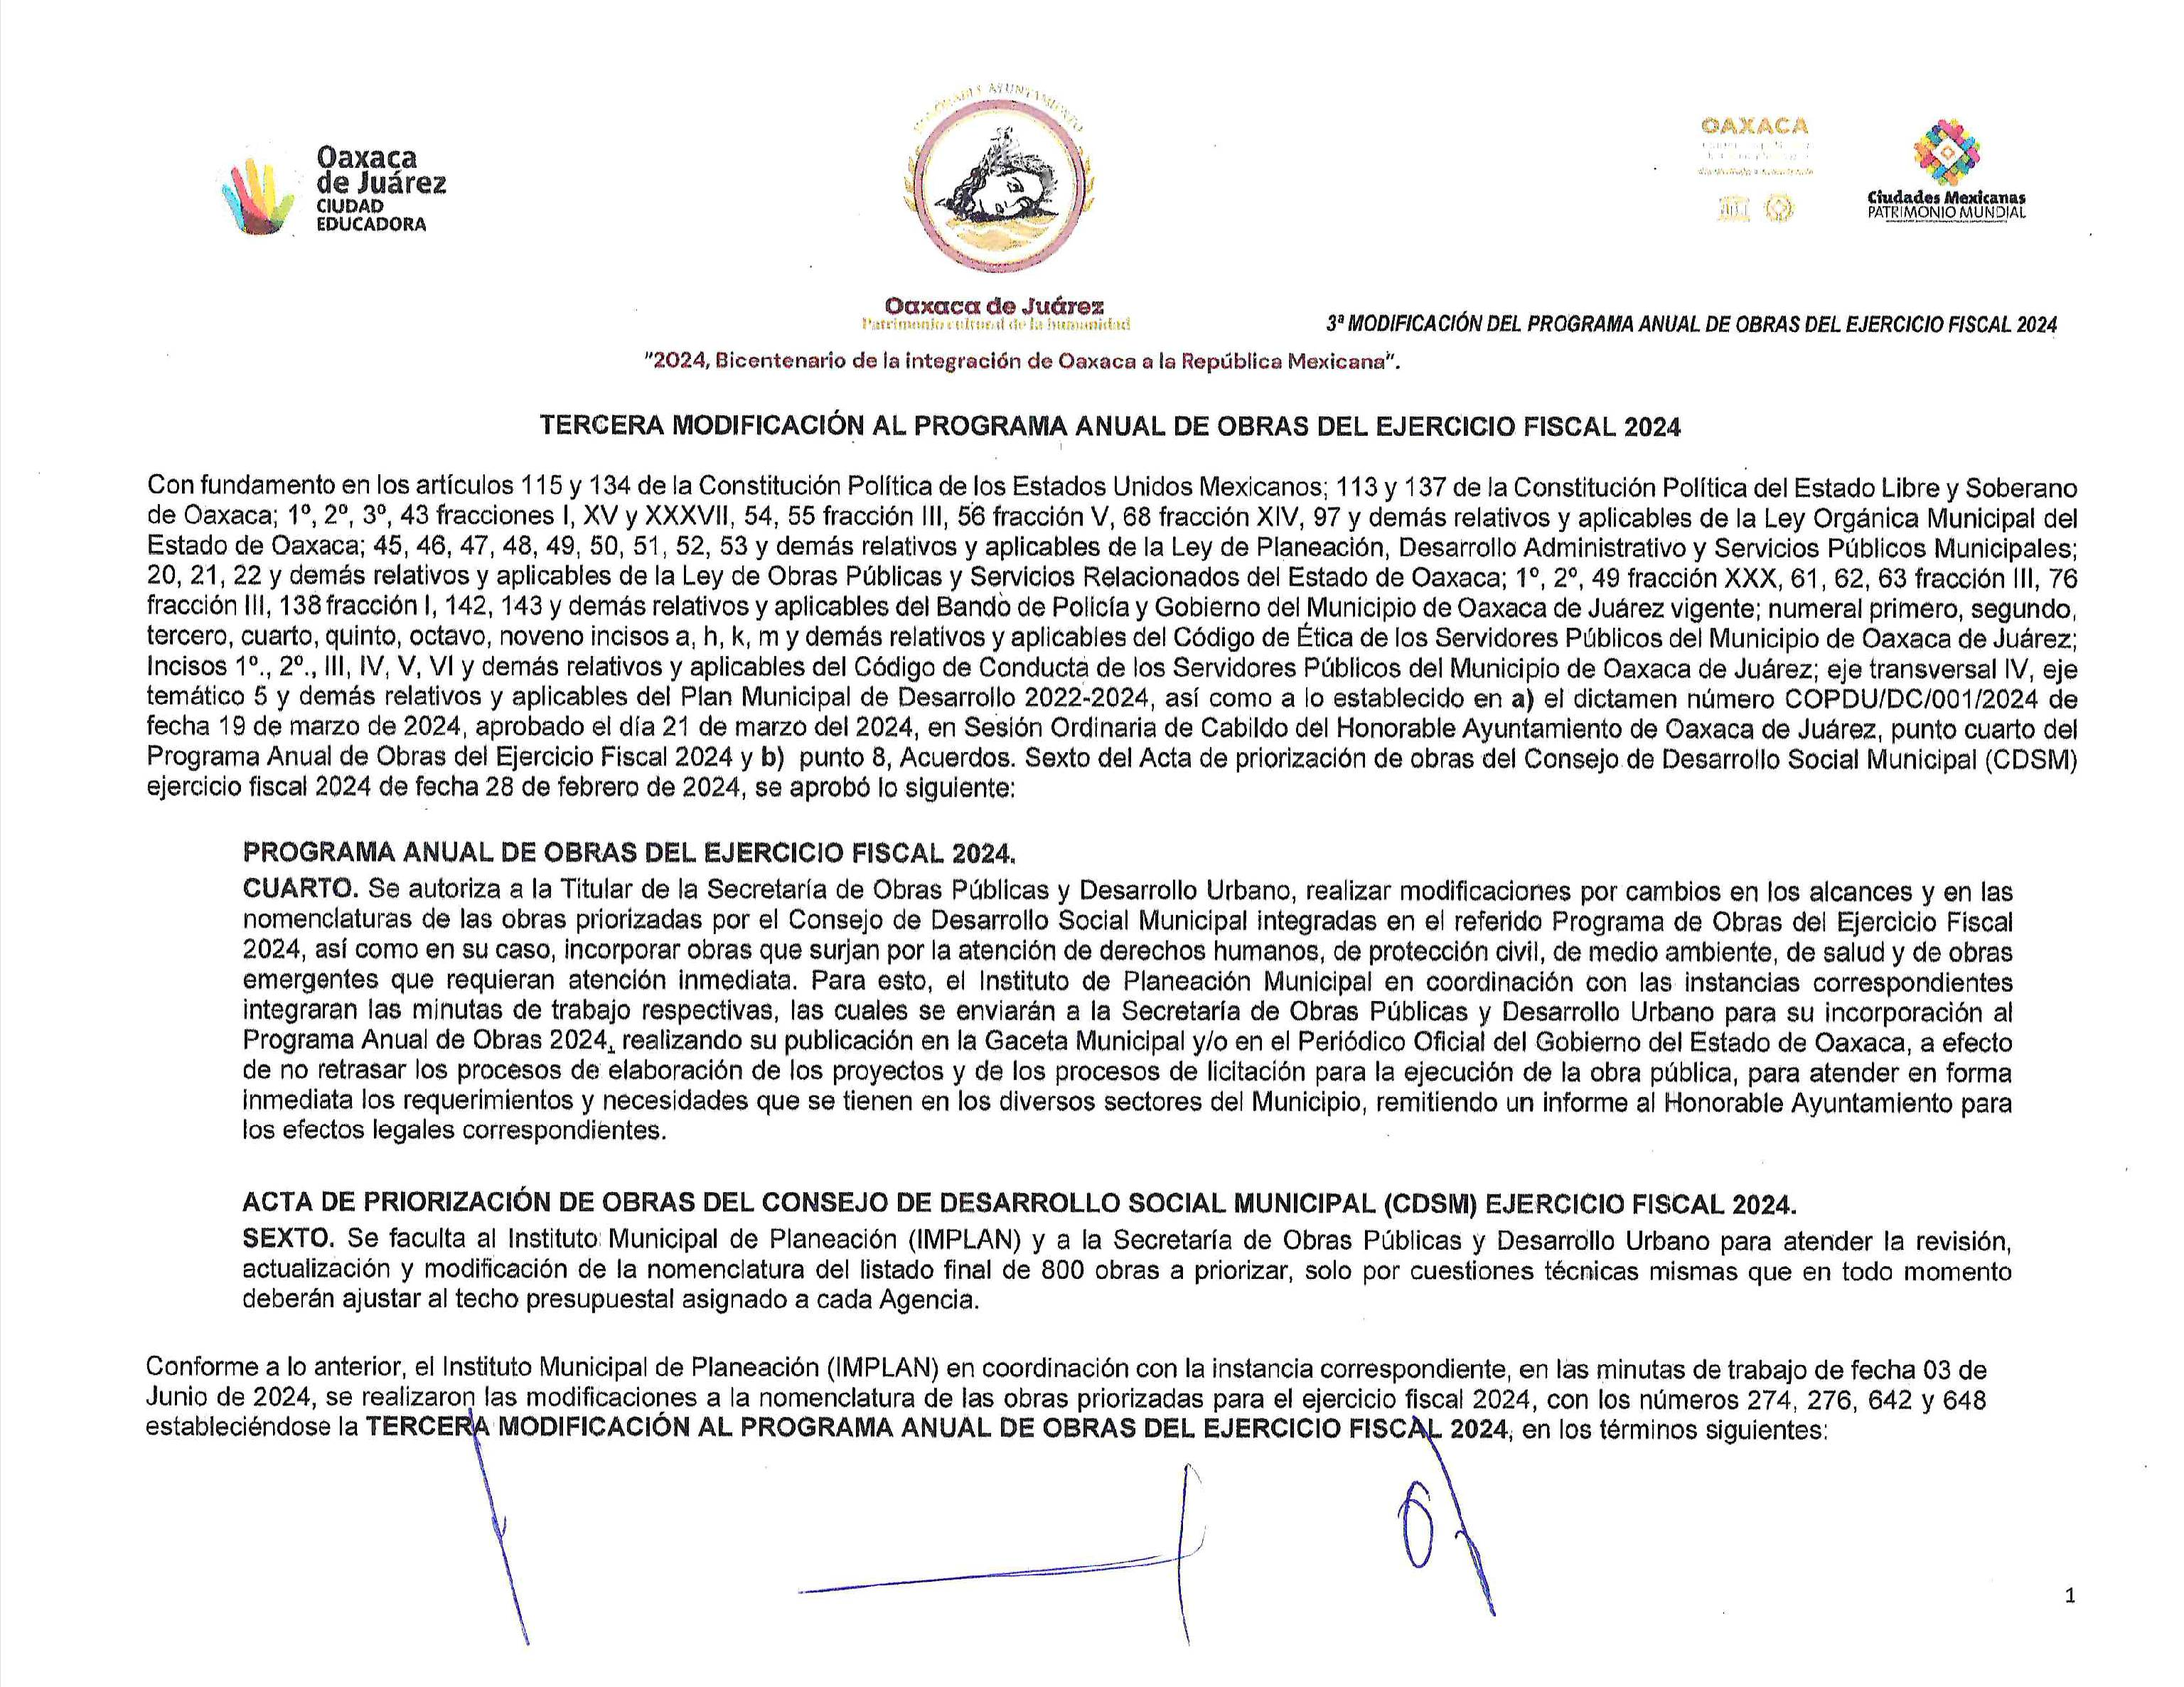 Oaxaca
de Juárez
CIUDAD
EDUCADORA
AYUNTAMIENTO
Oaxaca de Juárez
Patrimonio cultural de la humanidad
OAXACA
Ciudades Mexicanas
PATRIMONIO MUNDIAL
3ª MODIFICACIÓN DEL PROGRAMA ANUAL DE OBRAS DEL EJERCICIO FISCAL 2024
"2024, Bicentenario de la integración de Oaxaca a la República Mexicana".
TERCERA MODIFICACIÓN AL PROGRAMA ANUAL DE OBRAS DEL EJERCICIO FISCAL 2024
Con fundamento en los artículos 115 y 134 de la Constitución Política de los Estados Unidos Mexicanos; 113 y 137 de la Constitución Política del Estado Libre y Soberano
de Oaxaca; 1º, 2º, 3º, 43 fracciones I, XV y XXXVII, 54, 55 fracción III, 56 fracción V, 68 fracción XIV, 97 y demás relativos y aplicables de la Ley Orgánica Municipal del
Estado de Oaxaca; 45, 46, 47, 48, 49, 50, 51, 52, 53 y demás relativos y aplicables de la Ley de Planeación, Desarrollo Administrativo y Servicios Públicos Municipales;
20, 21, 22 y demás relativos y aplicables de la Ley de Obras Públicas y Servicios Relacionados del Estado de Oaxaca; 1º, 2º, 49 fracción XXX, 61, 62, 63 fracción III, 76
fracción III, 138 fracción I, 142, 143 y demás relativos y aplicables del Bando de Policía y Gobierno del Municipio de Oaxaca de Juárez vigente; numeral primero, segundo,
tercero, cuarto, quinto, octavo, noveno incisos a, h, k, m y demás relativos y aplicables del Código de Ética de los Servidores Públicos del Municipio de Oaxaca de Juárez;
Incisos 1º., 2º., III, IV, V, VI y demás relativos y aplicables del Código de Conducta de los Servidores Públicos del Municipio de Oaxaca de Juárez; eje transversal IV, eje
temático 5 y demás relativos y aplicables del Plan Municipal de Desarrollo 2022-2024, así como a lo establecido en a) el dictamen número COPDU/DC/001/2024 de
fecha 19 de marzo de 2024, aprobado el día 21 de marzo del 2024, en Sesión Ordinaria de Cabildo del Honorable Ayuntamiento de Oaxaca de Juárez, punto cuarto del
Programa Anual de Obras del Ejercicio Fiscal 2024 y b) punto 8, Acuerdos. Sexto del Acta de priorización de obras del Consejo de Desarrollo Social Municipal (CDSM)
ejercicio fiscal 2024 de fecha 28 de febrero de 2024, se aprobó lo siguiente:
PROGRAMA ANUAL DE OBRAS DEL EJERCICIO FISCAL 2024.
CUARTO. Se autoriza a la Titular de la Secretaría de Obras Públicas y Desarrollo Urbano, realizar modificaciones por cambios en los alcances y en las
nomenclaturas de las obras priorizadas por el Consejo de Desarrollo Social Municipal integradas en el referido Programa de Obras del Ejercicio Fiscal
2024, así como en su caso, incorporar obras que surjan por la atención de derechos humanos, de protección civil, de medio ambiente, de salud y de obras
emergentes que requieran atención inmediata. Para esto, el Instituto de Planeación Municipal en coordinación con las instancias correspondientes
integraran las minutas de trabajo respectivas, las cuales se enviarán a la Secretaría de Obras Públicas y Desarrollo Urbano para su incorporación al
Programa Anual de Obras 2024, realizando su publicación en la Gaceta Municipal y/o en el Periódico Oficial del Gobierno del Estado de Oaxaca, a efecto
de no retrasar los procesos de elaboración de los proyectos y de los procesos de licitación para la ejecución de la obra pública, para atender en forma
inmediata los requerimientos y necesidades que se tienen en los diversos sectores del Municipio, remitiendo un informe al Honorable Ayuntamiento para
los efectos legales correspondientes.
ACTA DE PRIORIZACIÓN DE OBRAS DEL CONSEJO DE DESARROLLO SOCIAL MUNICIPAL (CDSM) EJERCICIO FISCAL 2024.
SEXTO. Se faculta al Instituto Municipal de Planeación (IMPLAN) y a la Secretaría de Obras Públicas y Desarrollo Urbano para atender la revisión,
actualización y modificación de la nomenclatura del listado final de 800 obras a priorizar, solo por cuestiones técnicas mismas que en todo momento
deberán ajustar al techo presupuestal asignado a cada Agencia.
Conforme a lo anterior, el Instituto Municipal de Planeación (IMPLAN) en coordinación con la instancia correspondiente, en las minutas de trabajo de fecha 03 de
Junio de 2024, se realizaron las modificaciones a la nomenclatura de las obras priorizadas para el ejercicio fiscal 2024, con los números 274, 276, 642 y 648
estableciéndose la TERCERA MODIFICACIÓN AL PROGRAMA ANUAL DE OBRAS DEL EJERCICIO FISCAL 2024, en los términos siguientes:
1